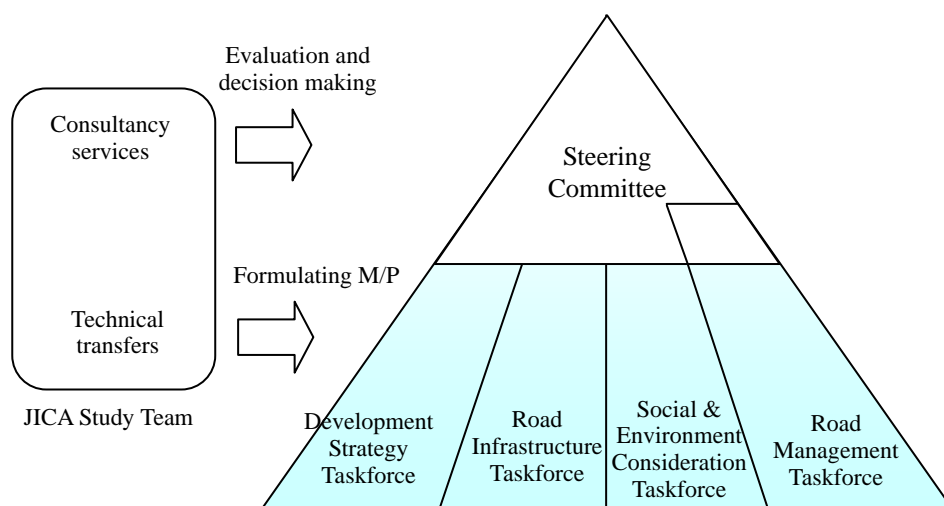 Evaluation and
decision making
Consultancy
services
Steering
Committee
Formulating M/P
Technical
transfers
JICA Study Team
Development
Strategy
Taskforce
Road
Infrastructure
Taskforce
Social &
Environment
Consideration
Taskforce
Road
Management
Taskforce